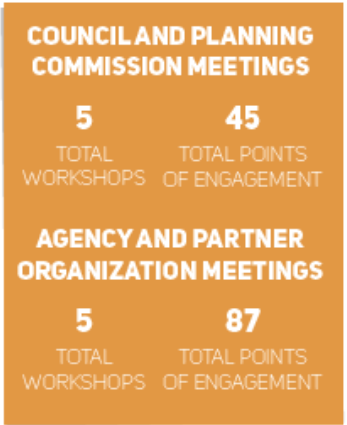 COUNCIL AND PLANNING
COMMISSION MEETINGS
5 45
TOTAL TOTAL POINTS
WORKSHOPS OF ENGAGEMENT
AGENCY AND PARTNER
ORGANIZATION MEETINGS
5 87
TOTAL TOTAL POINTS
WORKSHOPS OF ENGAGEMENT